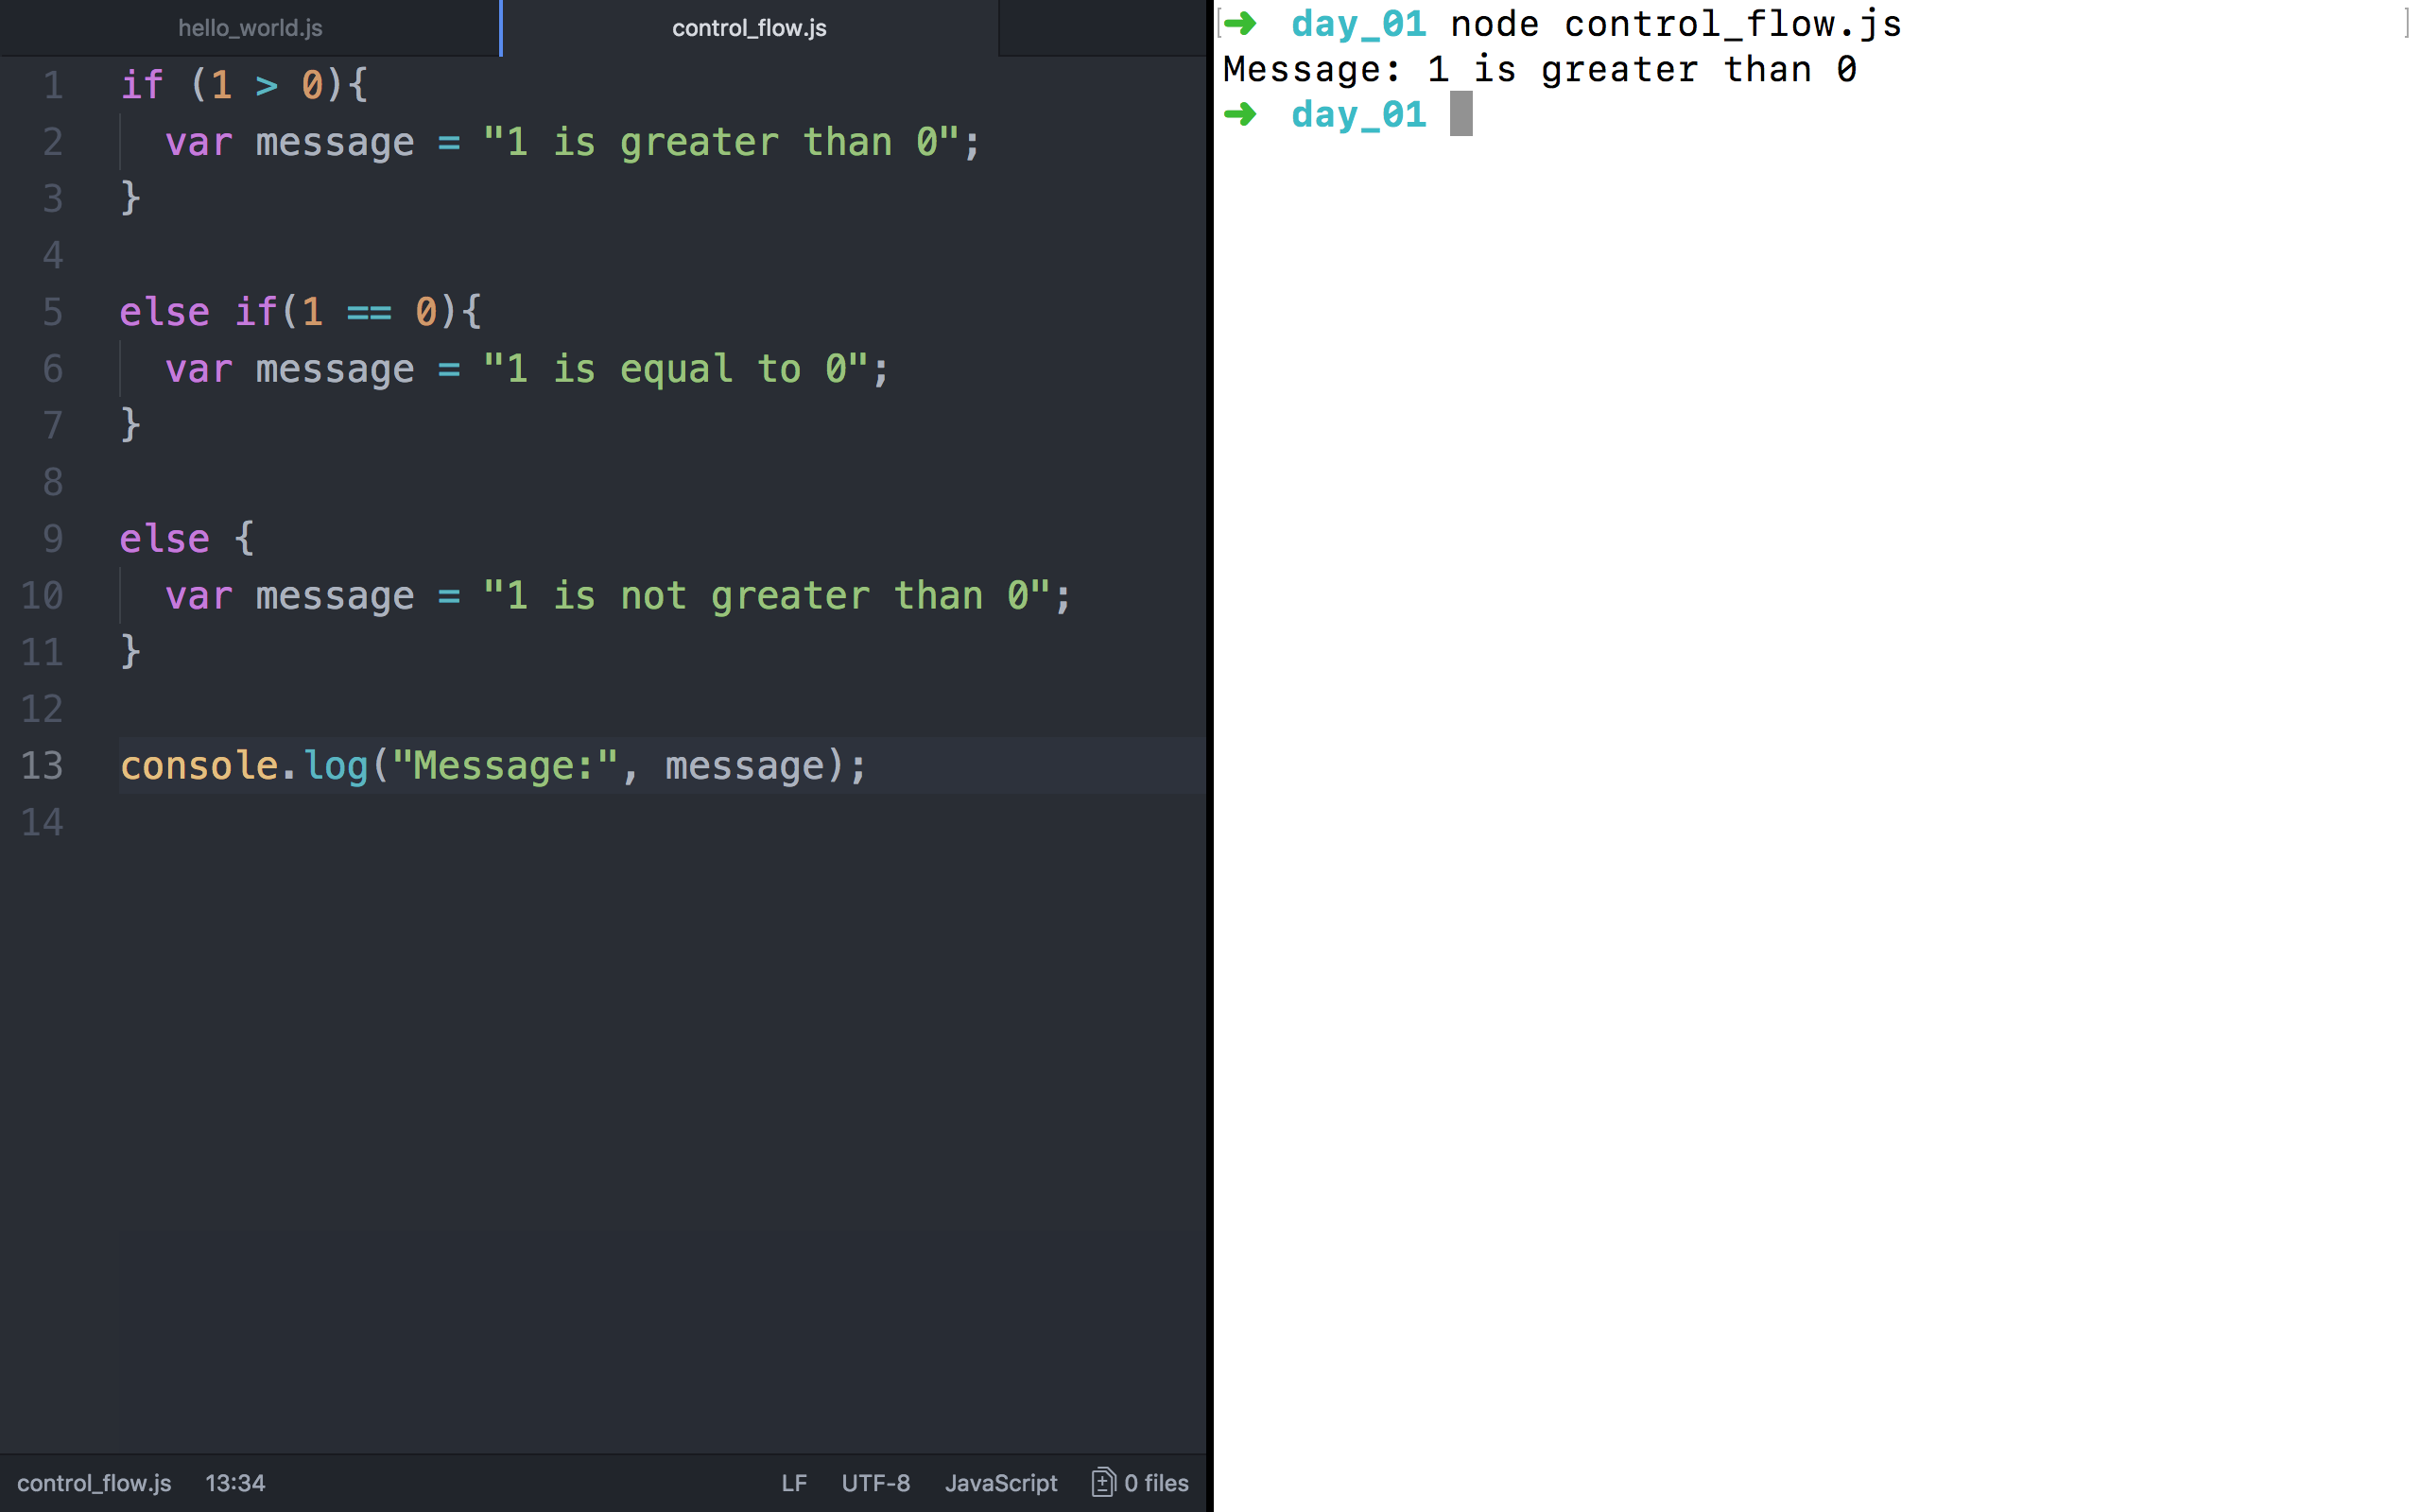 hello_world.js
control_flow.js
1 if (1 > 0){
2 var message = "1 is greater than 0";
3 }
4
5 else if(1 == 0){
6 var message = "1 is equal to 0";
7 }
8
9 else {
10 var message = "1 is not greater than 0";
11 }
12
13 console.log("Message:", message);
14
control_flow.js 13:34 LF UTF-8 JavaScript 0 files
➜ day_01 node control_flow.js
Message: 1 is greater than 0
➜ day_01